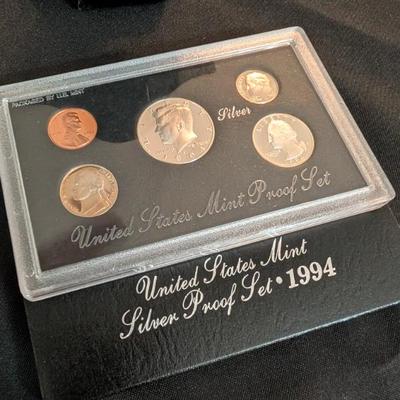 PACKAGED BY U.S. MINT
Silver
United States Mint Proof Set
United States Mint
Silver Proof Set • 1994